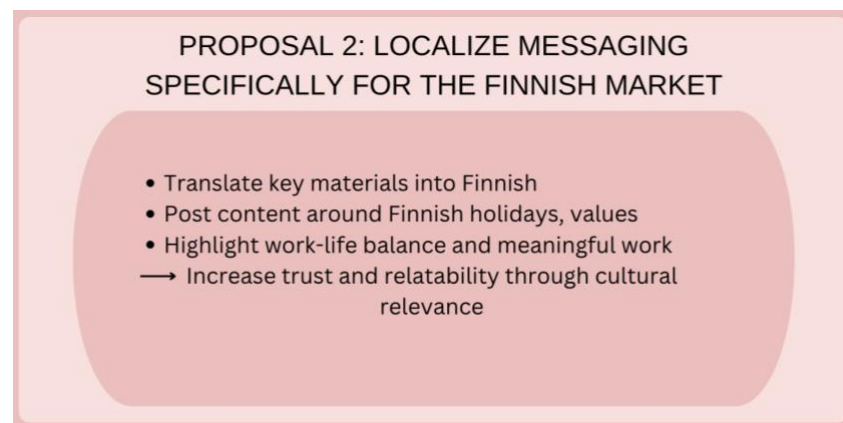 PROPOSAL 2: LOCALIZE MESSAGING
SPECIFICALLY FOR THE FINNISH MARKET
• Translate key materials into Finnish
• Post content around Finnish holidays, values
• Highlight work-life balance and meaningful work
⟶ Increase trust and relatability through cultural
relevance